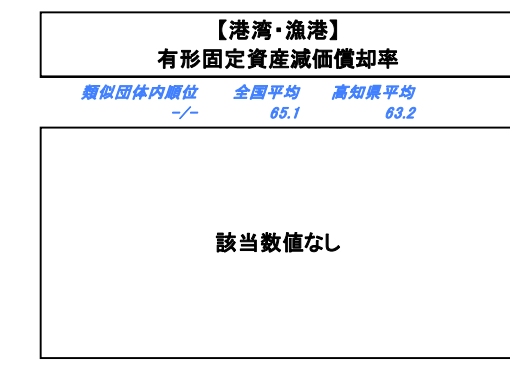 【港湾・漁港】
有形固定資産減価償却率
類似団体内順位 全国平均 高知県平均
-/- 65.1 63.2
該当数値なし